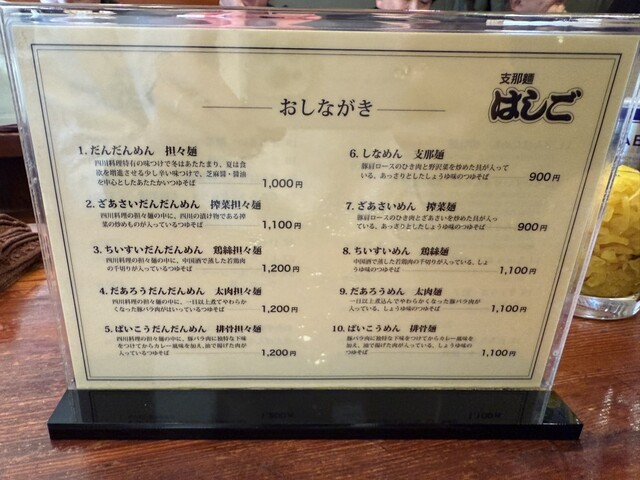 支那麺
はしご
おしながき
1. だんだんめん 担々麺
四川料理特有の味つけで冬はあたたまり、夏は食
欲を増進させる少し辛い味つけで、芝麻醤・醤油
を中心としたあたたかいつゆそば
1,000円
2. ざあさいだんだんめん 搾菜担々麺
四川料理の担々麺の中に、四川の漬け物である搾
菜の炒めものが入っているつゆそば
1,100円
3. ちいすいだんだんめん 鶏絲担々麺
四川料理の担々麺の中に、中国酒で蒸した若鶏肉
の千切りが入っているつゆそば
1,200円
4. だあろうだんだんめん 太肉担々麺
四川料理の担々麺の中に、一日以上煮てやわらか
くなった豚バラ肉がはいっているつゆそば
1,200円
5. ぱいこうだんだんめん 排骨担々麺
四川料理の担々麺の中に、豚バラ肉に独特な下味
をつけてからカレー風味を加え、油で揚げた肉が
入っているつゆそば
1,200円
6. しなめん 支那麺
豚肩ロースのひき肉と野沢菜を炒めた具が入って
いる、あっさりとしたしょうゆ味のつゆそば
900円
7. ざあさいめん 搾菜麺
豚肩ロースのひき肉とざあさいを炒めた具が入っ
ている、あっさりとしたしょうゆ味のつゆそば
900円
8. ちいすいめん 鶏絲麺
中国酒で蒸した若鶏肉の千切りが入っている、しょ
うゆ味のつゆそば
1,100円
9. だあろうめん 太肉麺
一日以上煮込んでやわらかくなった豚バラ肉が
入っている、しょうゆ味のつゆそば
1,100円
10. ぱいこうめん 排骨麺
豚バラ肉に独特な下味をつけてからカレー風味を
加え、油で揚げた肉が入っている、しょうゆ味の
つゆそば
1,100円